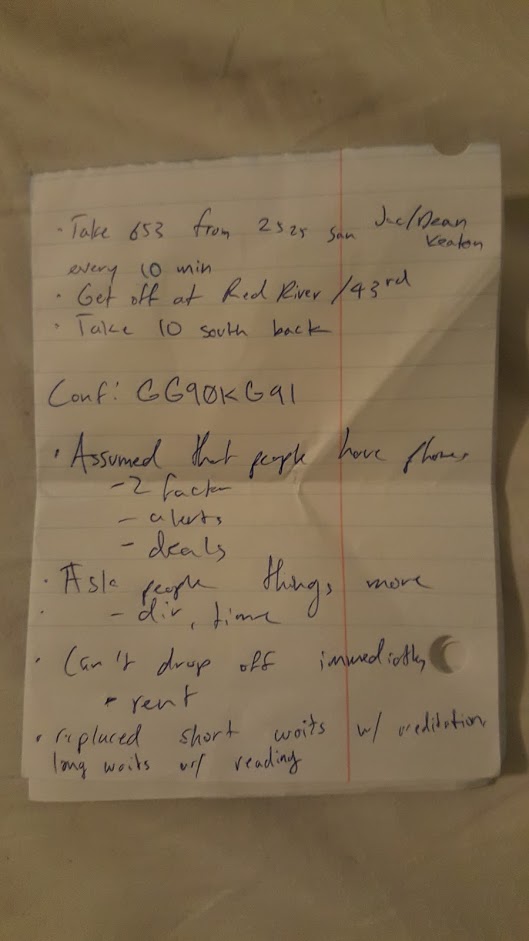 · Take 653 from 2525 San Jac/Dean
Keaton
every 10 min
· Get off at Red River / 43rd
· Take 10 south back
Conf: GG90KG91
· Assumed that people have phones
- 2 factor
- alerts
- deals
· Ask people things more
- dir, time
· Can't drop off immediately
• rent
• replaced short waits w/ meditation
long waits w/ reading